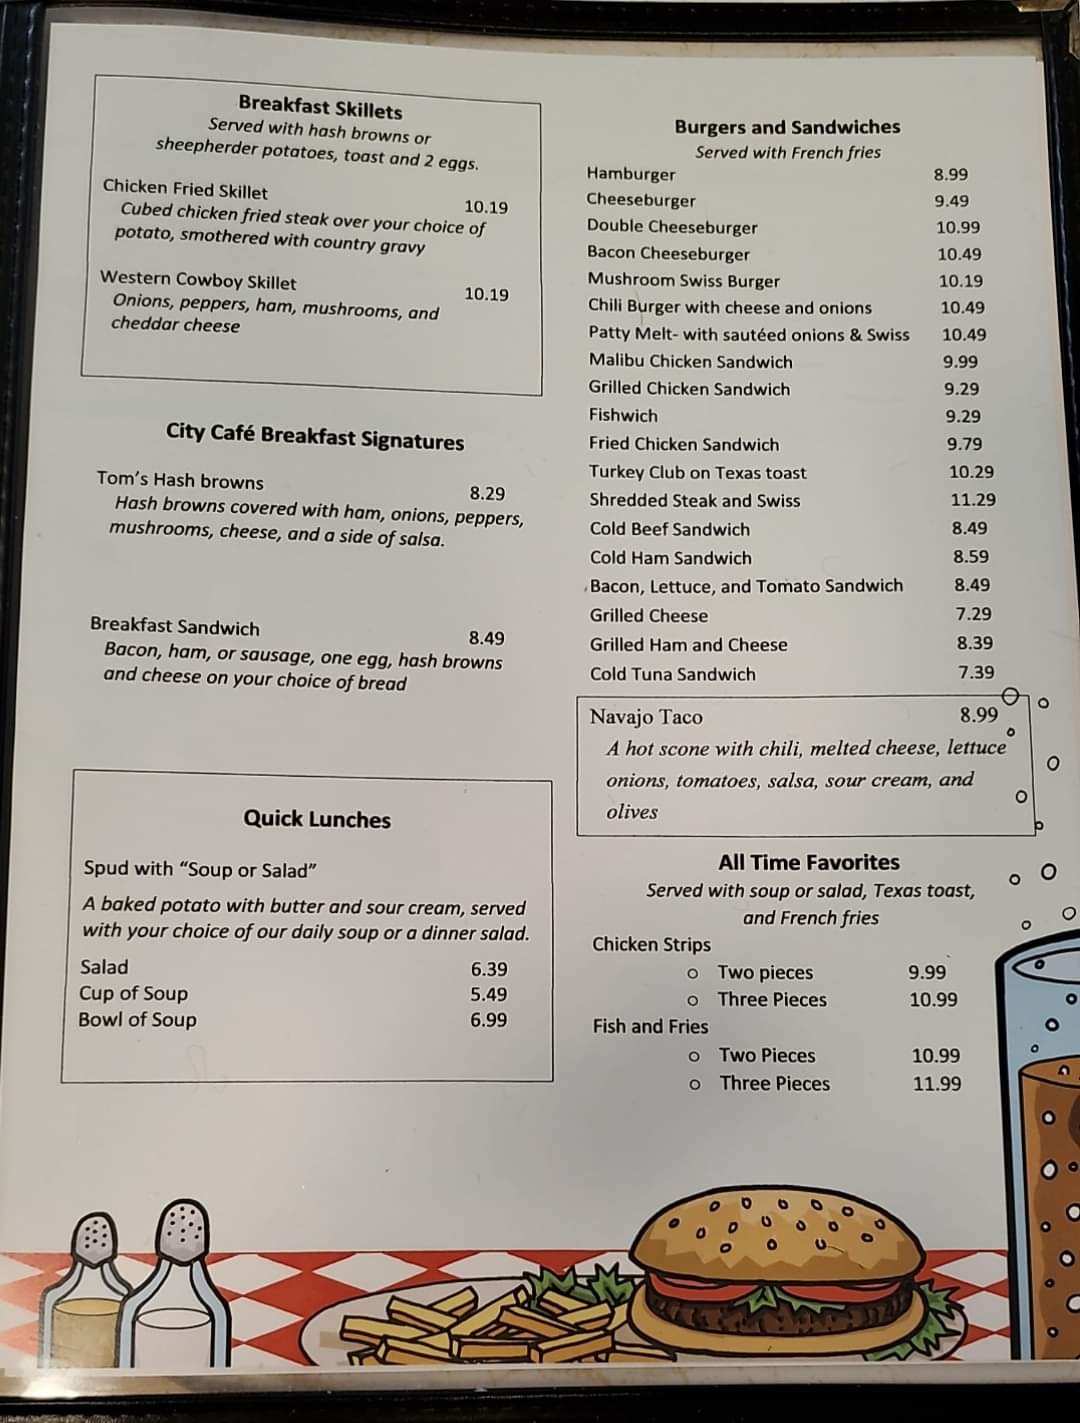 Breakfast Skillets
Served with hash browns or
sheepherder potatoes, toast and 2 eggs.
Chicken Fried Skillet 10.19
Cubed chicken fried steak over your choice of
potato, smothered with country gravy
Western Cowboy Skillet 10.19
Onions, peppers, ham, mushrooms, and
cheddar cheese
City Café Breakfast Signatures
Tom's Hash browns 8.29
Hash browns covered with ham, onions, peppers,
mushrooms, cheese, and a side of salsa.
Breakfast Sandwich 8.49
Bacon, ham, or sausage, one egg, hash browns
and cheese on your choice of bread
Quick Lunches
Spud with “Soup or Salad”
A baked potato with butter and sour cream, served
with your choice of our daily soup or a dinner salad.
Salad 6.39
Cup of Soup 5.49
Bowl of Soup 6.99
Burgers and Sandwiches
Served with French fries
Hamburger 8.99
Cheeseburger 9.49
Double Cheeseburger 10.99
Bacon Cheeseburger 10.49
Mushroom Swiss Burger 10.19
Chili Burger with cheese and onions 10.49
Patty Melt- with sautéed onions & Swiss 10.49
Malibu Chicken Sandwich 9.99
Grilled Chicken Sandwich 9.29
Fishwich 9.29
Fried Chicken Sandwich 9.79
Turkey Club on Texas toast 10.29
Shredded Steak and Swiss 11.29
Cold Beef Sandwich 8.49
Cold Ham Sandwich 8.59
Bacon, Lettuce, and Tomato Sandwich 8.49
Grilled Cheese 7.29
Grilled Ham and Cheese 8.39
Cold Tuna Sandwich 7.39
Navajo Taco 8.99
A hot scone with chili, melted cheese, lettuce
onions, tomatoes, salsa, sour cream, and
olives
All Time Favorites
Served with soup or salad, Texas toast,
and French fries
Chicken Strips
o Two pieces 9.99
o Three Pieces 10.99
Fish and Fries
o Two Pieces 10.99
o Three Pieces 11.99